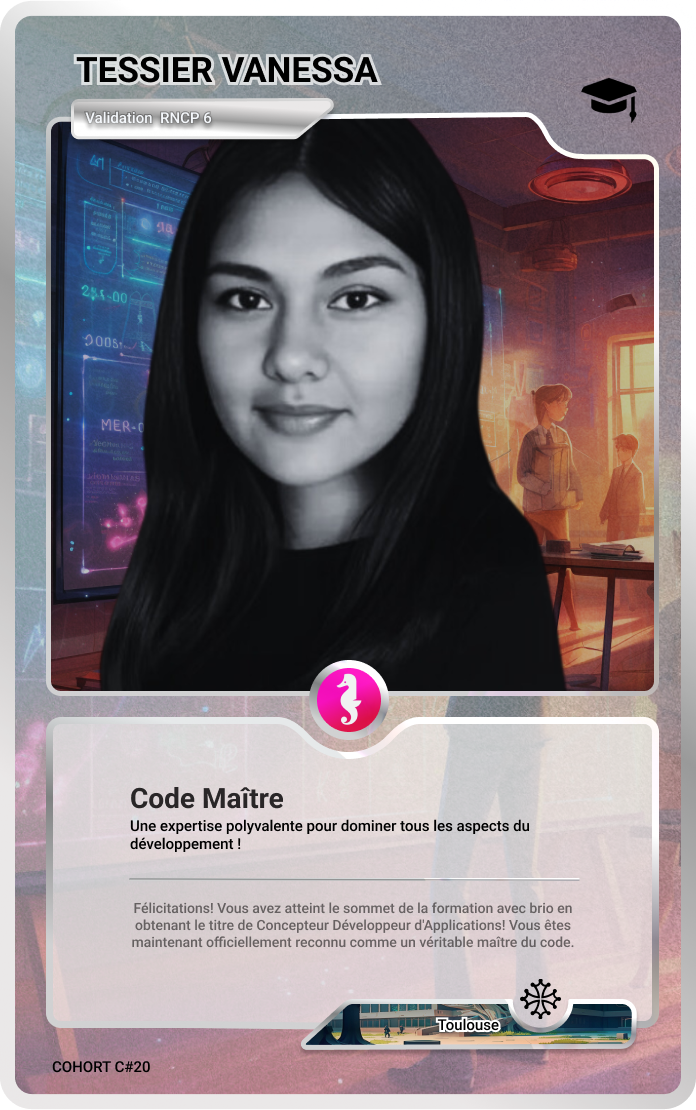 TESSIER VANESSA
Validation RNCP 6
MER-C
Code Maître
Une expertise polyvalente pour dominer tous les aspects du
développement !
Félicitations! Vous avez atteint le sommet de la formation avec brio en
obtenant le titre de Concepteur Développeur d'Applications! Vous êtes
maintenant officiellement reconnu comme un véritable maître du code.
Toulouse
COHORT C#20